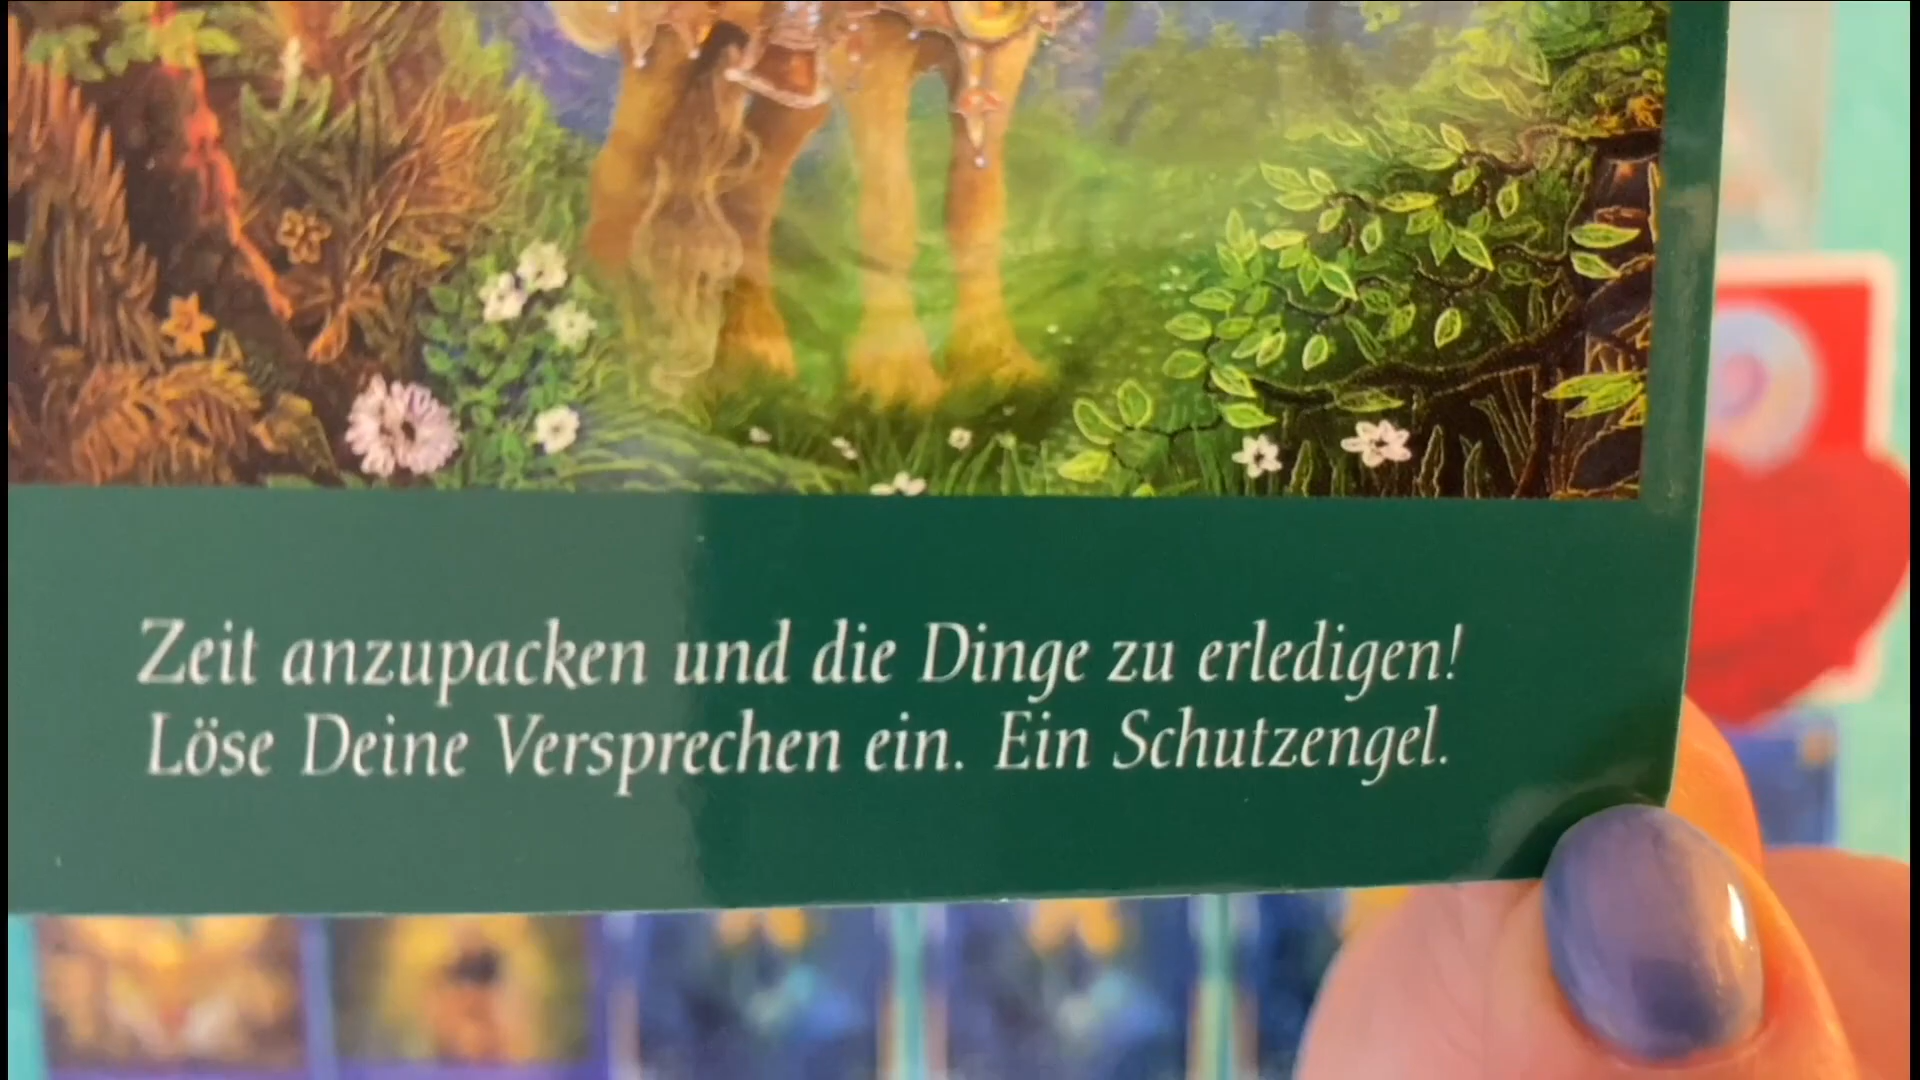 Zeit anzupacken und die Dinge zu erledigen!
Löse Deine Versprechen ein. Ein Schutzengel.